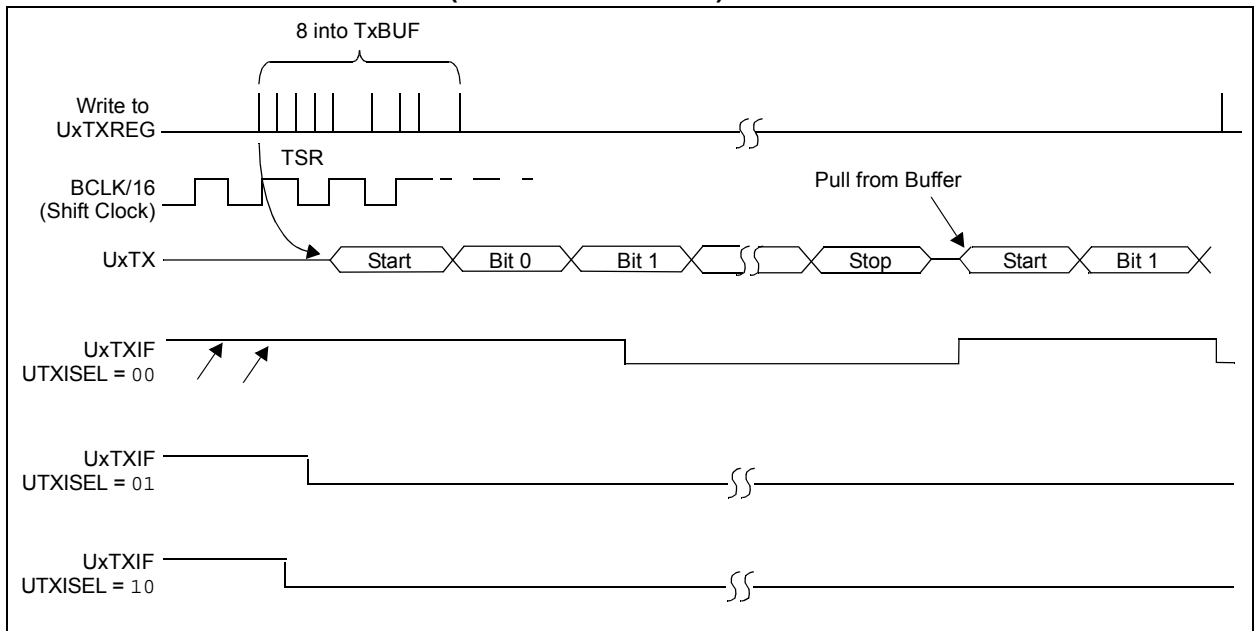 8 into TxBUF
Write to
UxTXREG
TSR
BCLK/16
(Shift Clock)
Pull from Buffer
UxTX
Start
Bit 0
Bit 1
Stop
Start
Bit 1
UxTXIF
UTXISEL = 00
UxTXIF
UTXISEL = 01
UxTXIF
UTXISEL = 10